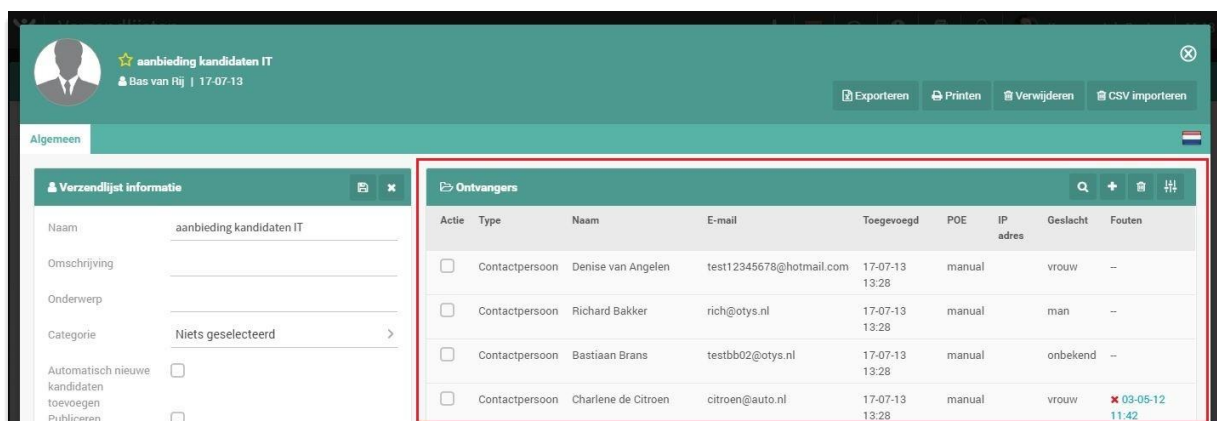 aanbieding kandidaten IT
Bas van Rij | 17-07-13
Exporteren Printen Verwijderen CSV importeren
Algemeen
Verzendlijst informatie
Naam aanbieding kandidaten IT
Omschrijving
Onderwerp
Categorie Niets geselecteerd
Automatisch nieuwe
kandidaten
toevoegen
Publiceren
Ontvangers
Actie Type Naam E-mail Toegevoegd POE IP adres Geslacht Fouten
Contactpersoon Denise van Angelen test12345678@hotmail.com 17-07-13 13:28 manual vrouw --
Contactpersoon Richard Bakker rich@otys.nl 17-07-13 13:28 manual man --
Contactpersoon Bastiaan Brans testbb02@otys.nl 17-07-13 13:28 manual onbekend --
Contactpersoon Charlene de Citroen citroen@auto.nl 17-07-13 13:28 manual vrouw 03-05-12 11:42